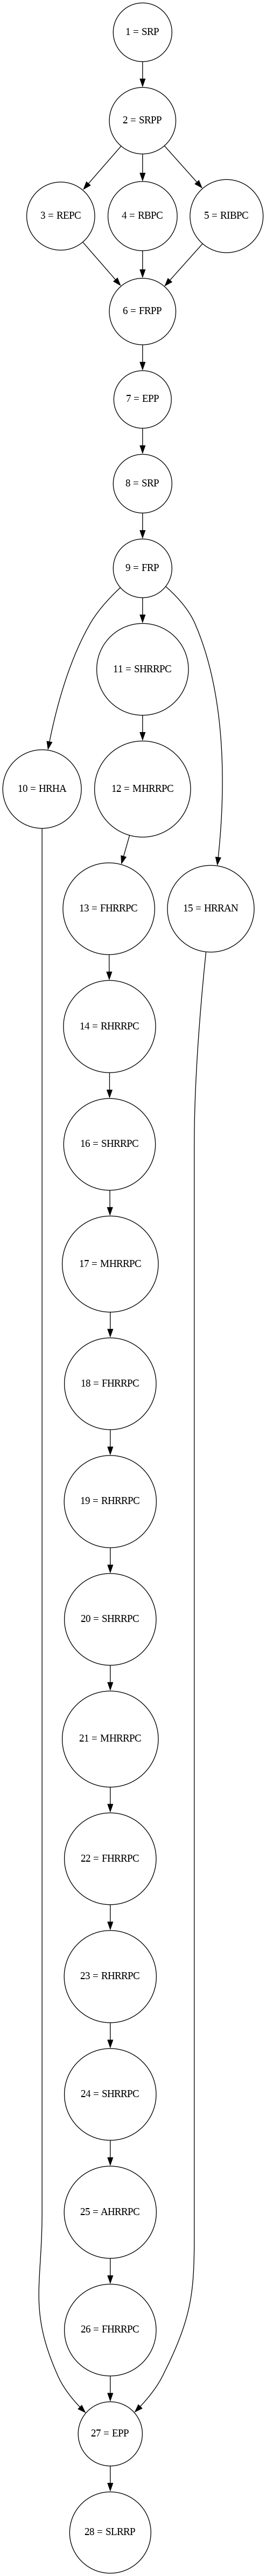 1 = SRP
2 = SRPP
3 = REPC
4 = RBPC
5 = RIBPC
6 = FRPP
7 = EPP
8 = SRP
9 = FRP
11 = SHRRPC
10 = HRHA
12 = MHRRPC
13 = FHRRPC
15 = HRRAN
14 = RHRRPC
16 = SHRRPC
17 = MHRRPC
18 = FHRRPC
19 = RHRRPC
20 = SHRRPC
21 = MHRRPC
22 = FHRRPC
23 = RHRRPC
24 = SHRRPC
25 = AHRRPC
26 = FHRRPC
27 = EPP
28 = SLRRP